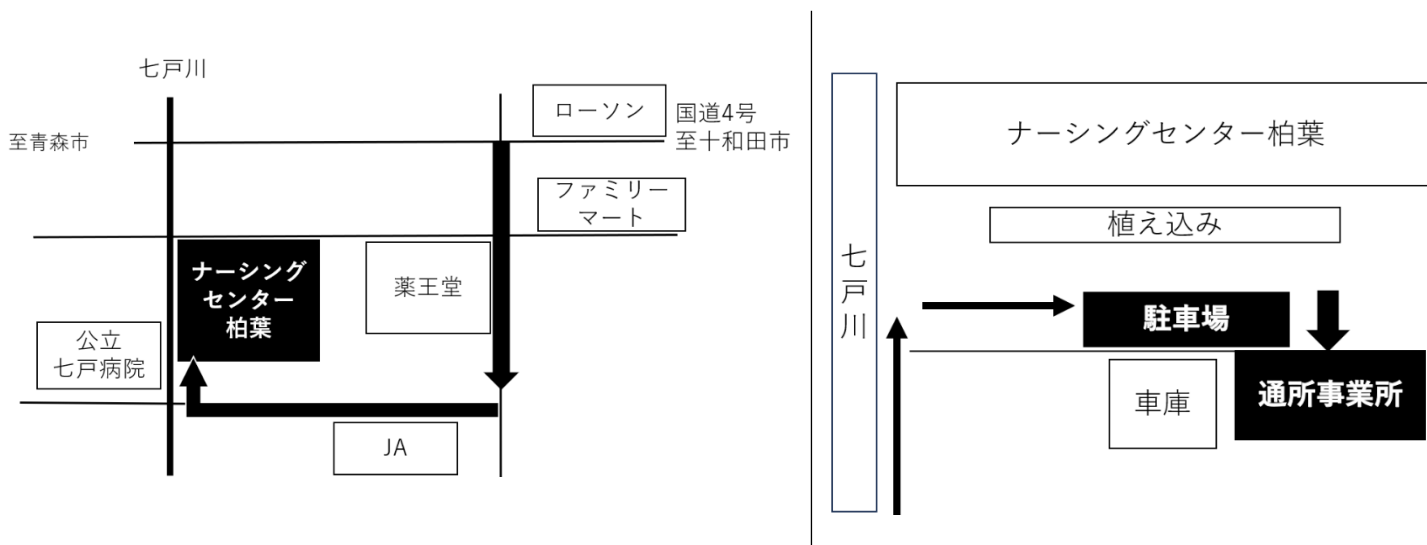 七戸川
ローソン
国道4号
至十和田市
至青森市
ファミリー
マート
ナーシング
センター
柏葉
薬王堂
公立
七戸病院
JA
ナーシングセンター柏葉
植え込み
七戸川
駐車場
車庫
通所事業所